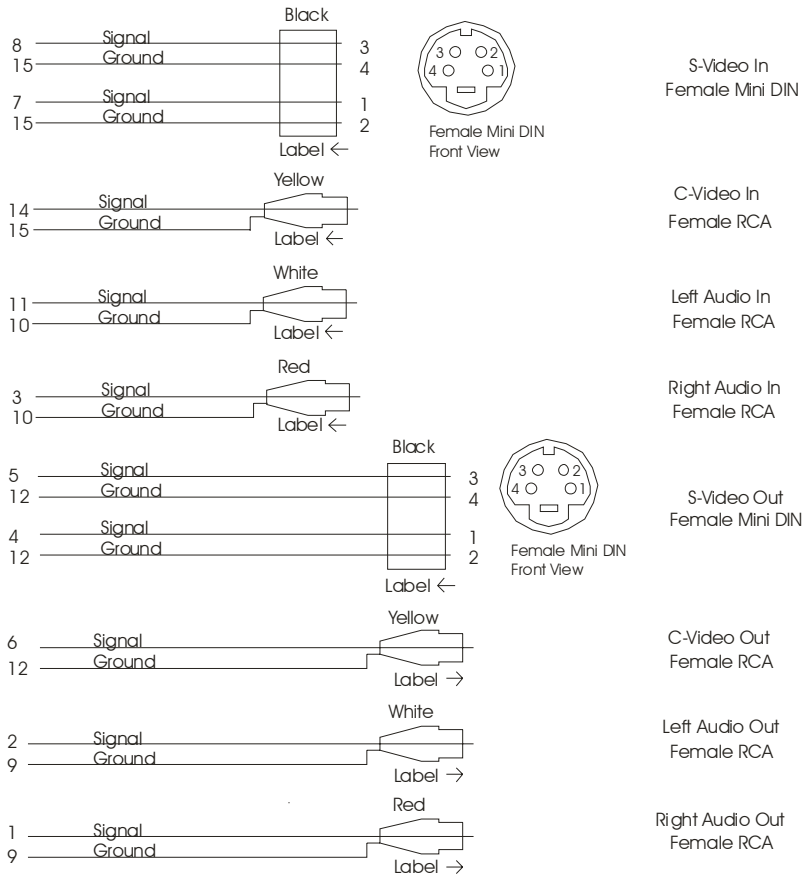 Black
8 Signal 3
15 Ground 4
7 Signal 1
15 Ground 2
Label ←
3 2
4 1
Female Mini DIN
Front View
S-Video In
Female Mini DIN
Yellow
14 Signal
15 Ground
Label ←
C-Video In
Female RCA
White
11 Signal
10 Ground
Label ←
Left Audio In
Female RCA
Red
3 Signal
10 Ground
Label ←
Right Audio In
Female RCA
Black
5 Signal 3
12 Ground 4
4 Signal 1
12 Ground 2
Label ←
3 2
4 1
Female Mini DIN
Front View
S-Video Out
Female Mini DIN
Yellow
6 Signal
12 Ground
Label →
C-Video Out
Female RCA
White
2 Signal
9 Ground
Label →
Left Audio Out
Female RCA
Red
1 Signal
9 Ground
Label →
Right Audio Out
Female RCA